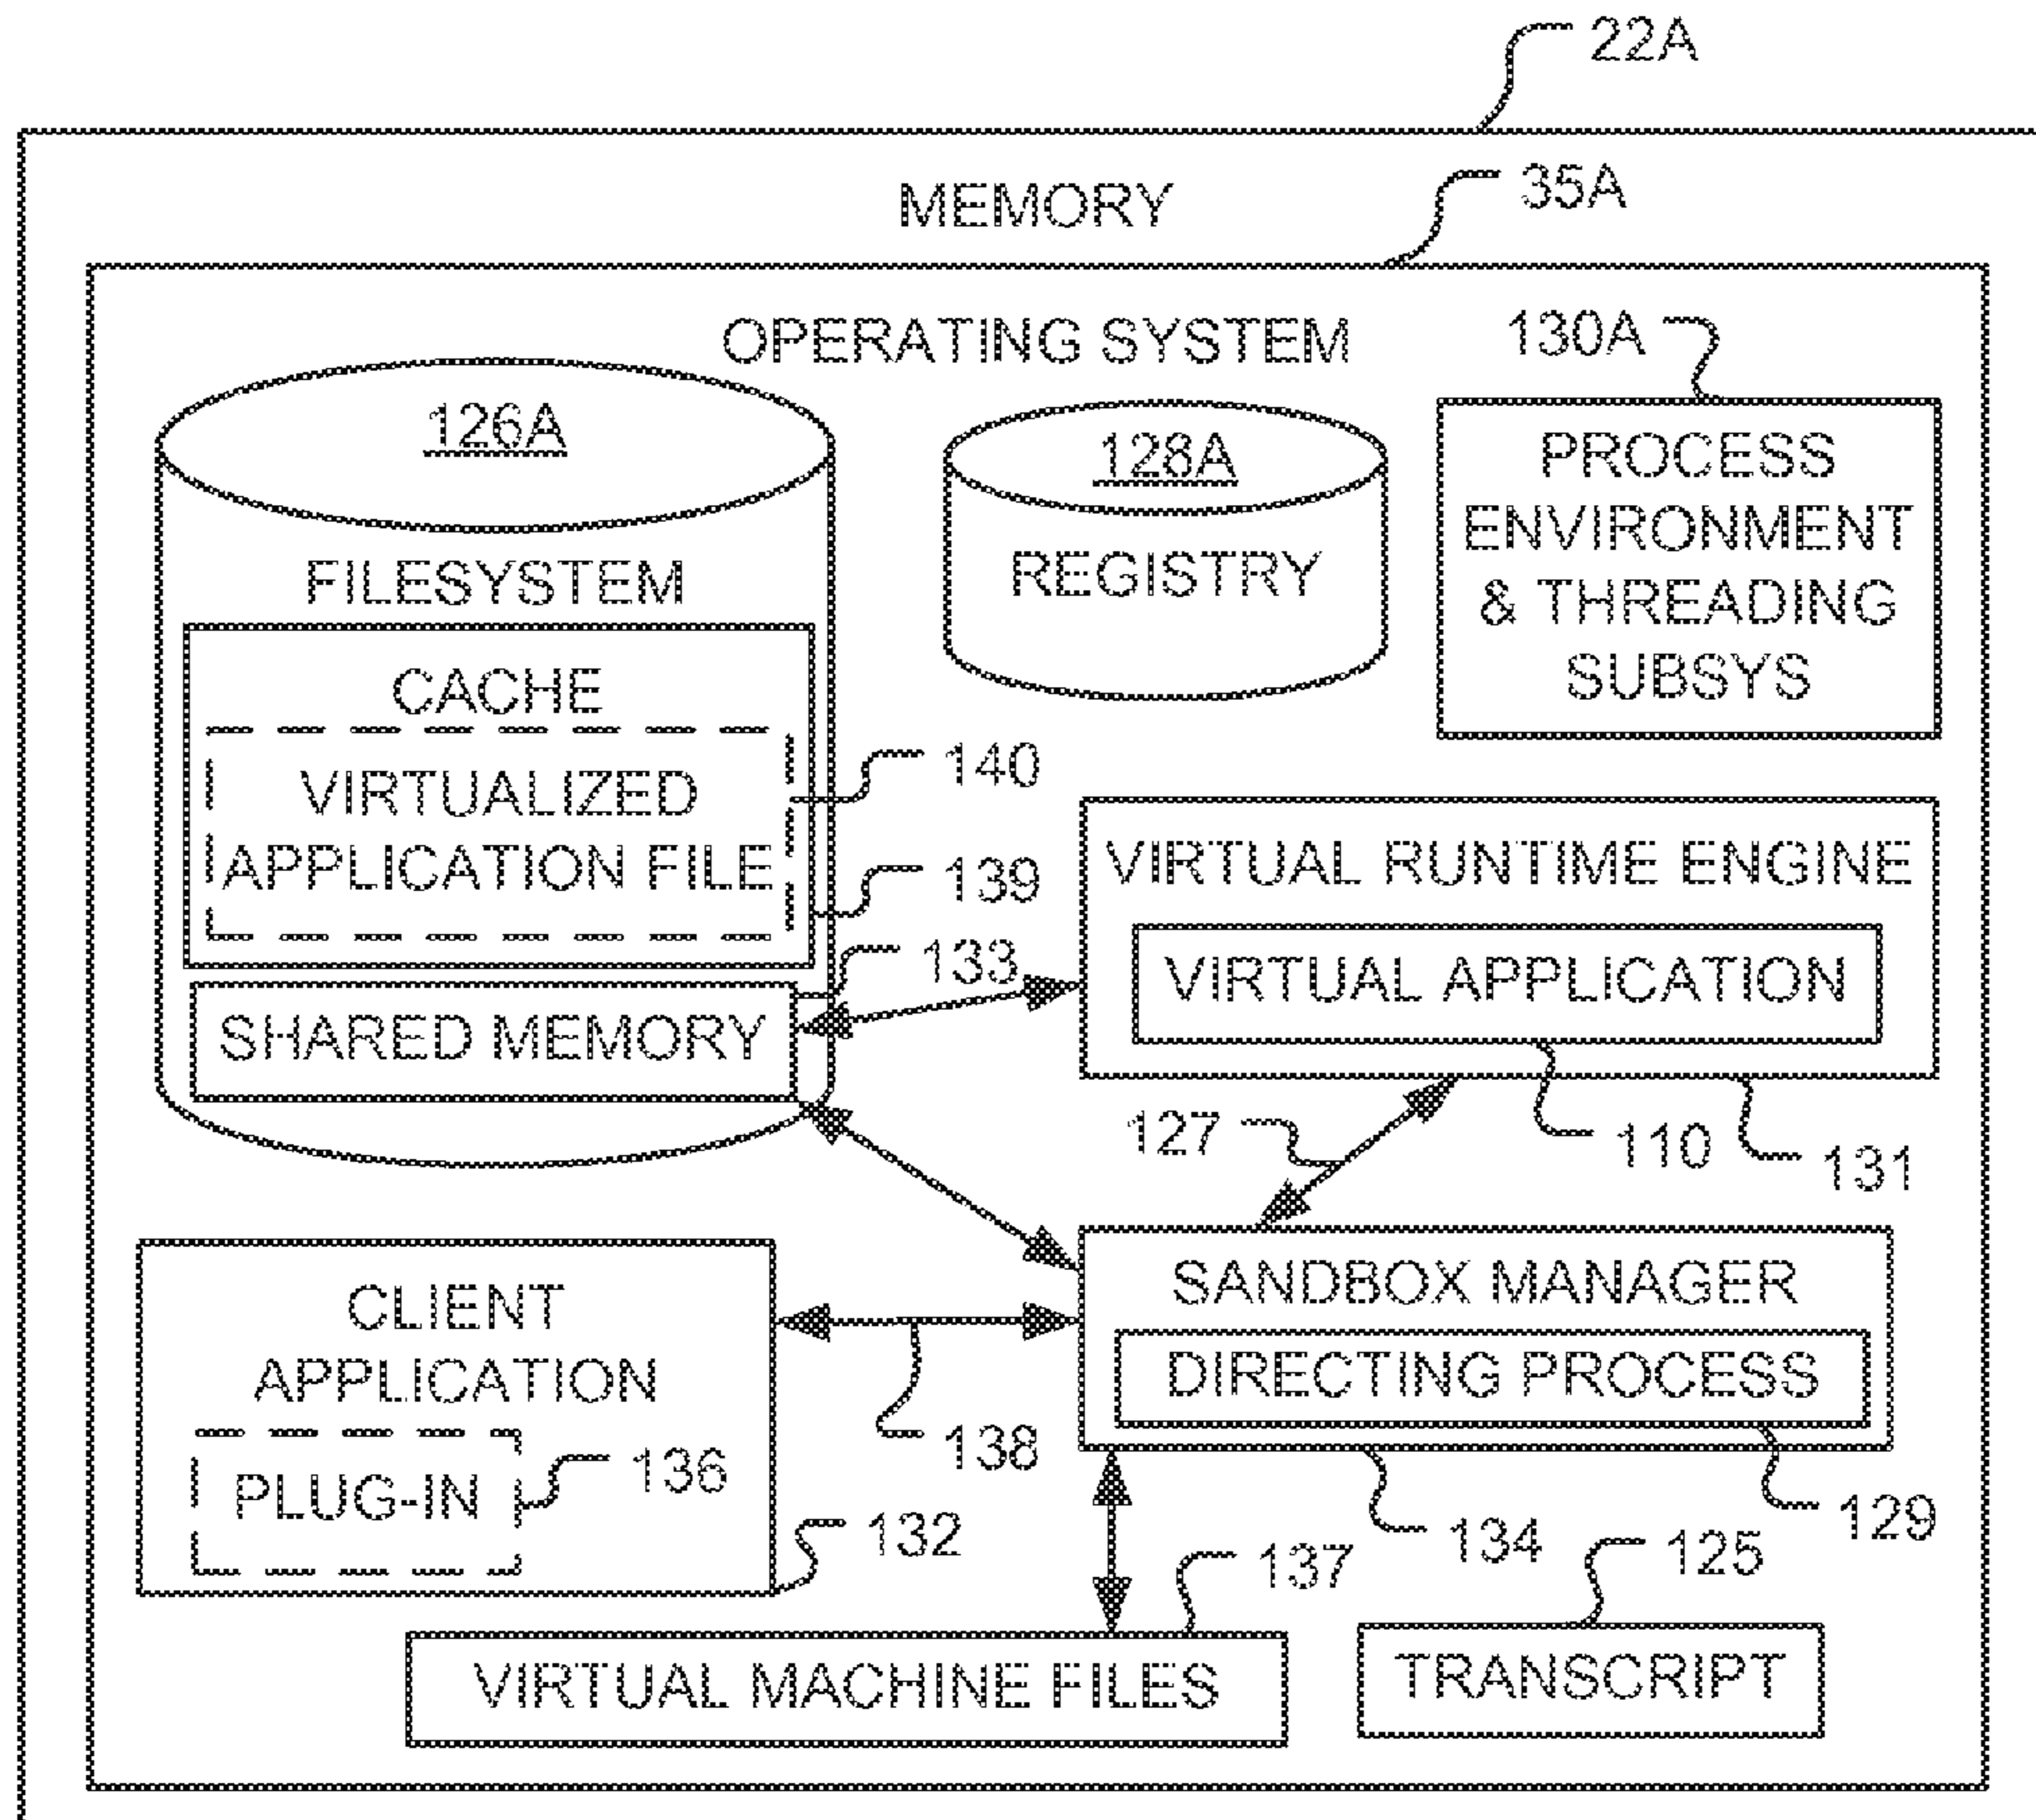 22A
MEMORY
35A
OPERATING SYSTEM
130A
126A
128A
PROCESS
ENVIRONMENT
& THREADING
SUBSYS
FILESYSTEM
REGISTRY
CACHE
VIRTUALIZED
APPLICATION FILE
140
139
VIRTUAL RUNTIME ENGINE
VIRTUAL APPLICATION
133
SHARED MEMORY
127
110
131
CLIENT
APPLICATION
PLUG-IN
136
132
138
SANDBOX MANAGER
DIRECTING PROCESS
129
134
137
125
VIRTUAL MACHINE FILES
TRANSCRIPT